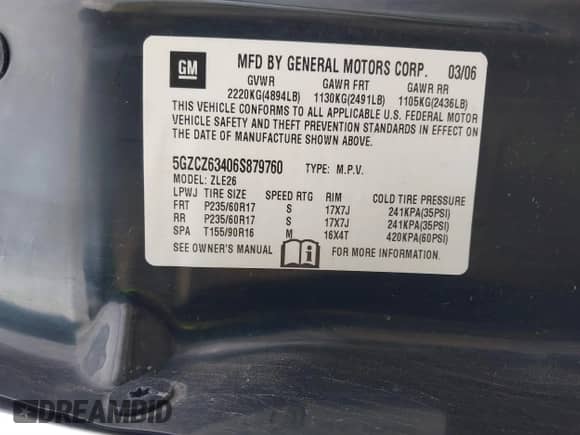 GM
MFD BY GENERAL MOTORS CORP. 03/06
GVWR GAWR FRT GAWR RR
2220KG(4894LB) 1130KG(2491LB) 1105KG(2436LB)
THIS VEHICLE CONFORMS TO ALL APPLICABLE U.S. FEDERAL MOTOR
VEHICLE SAFETY AND THEFT PREVENTION STANDARDS IN EFFECT ON
THE DATE OF MANUFACTURE SHOWN ABOVE.
5GZCZ63406S879760 TYPE: M.P.V.
MODEL: ZLE26
LPWJ TIRE SIZE SPEED RTG RIM COLD TIRE PRESSURE
FRT P235/60R17 S 17X7J 241KPA(35PSI)
RR P235/60R17 S 17X7J 241KPA(35PSI)
SPA T155/90R16 M 16X4T 420KPA(60PSI)
SEE OWNER'S MANUAL i FOR MORE INFORMATION.
DREAMBID